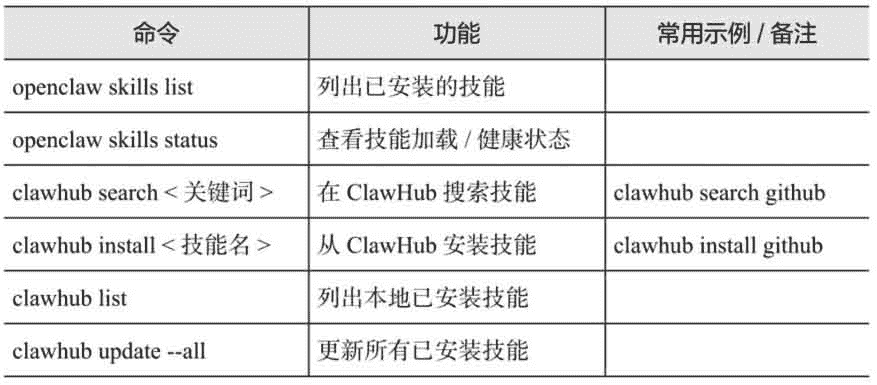 命令 功能 常用示例 / 备注
openclaw skills list 列出已安装的技能
openclaw skills status 查看技能加载 / 健康状态
clawhub search < 关键词 > 在 ClawHub 搜索技能 clawhub search github
clawhub install < 技能名 > 从 ClawHub 安装技能 clawhub install github
clawhub list 列出本地已安装技能
clawhub update --all 更新所有已安装技能